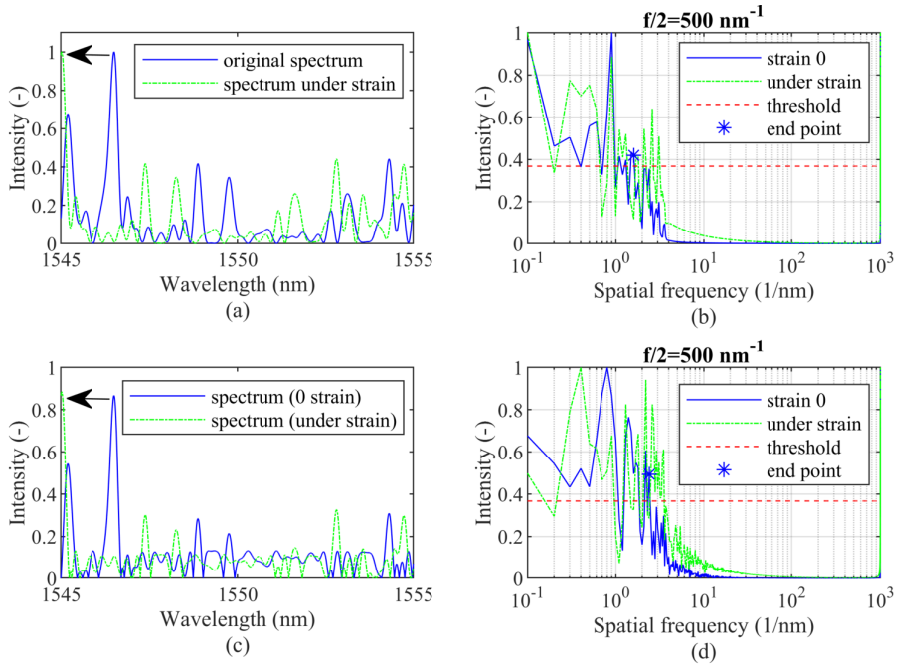 1
0.8
0.6
0.4
0.2
0
Intensity (-)
original spectrum
spectrum under strain
1545
1550
1555
Wavelength (nm)
(a)
f/2=500 nm⁻¹
1
0.8
0.6
0.4
0.2
0
Intensity (-)
strain 0
under strain
threshold
end point
10⁻¹
10⁰
10¹
10²
10³
Spatial frequency (1/nm)
(b)
1
0.8
0.6
0.4
0.2
0
Intensity (-)
spectrum (0 strain)
spectrum (under strain)
1545
1550
1555
Wavelength (nm)
(c)
f/2=500 nm⁻¹
1
0.8
0.6
0.4
0.2
0
Intensity (-)
strain 0
under strain
threshold
end point
10⁻¹
10⁰
10¹
10²
10³
Spatial frequency (1/nm)
(d)